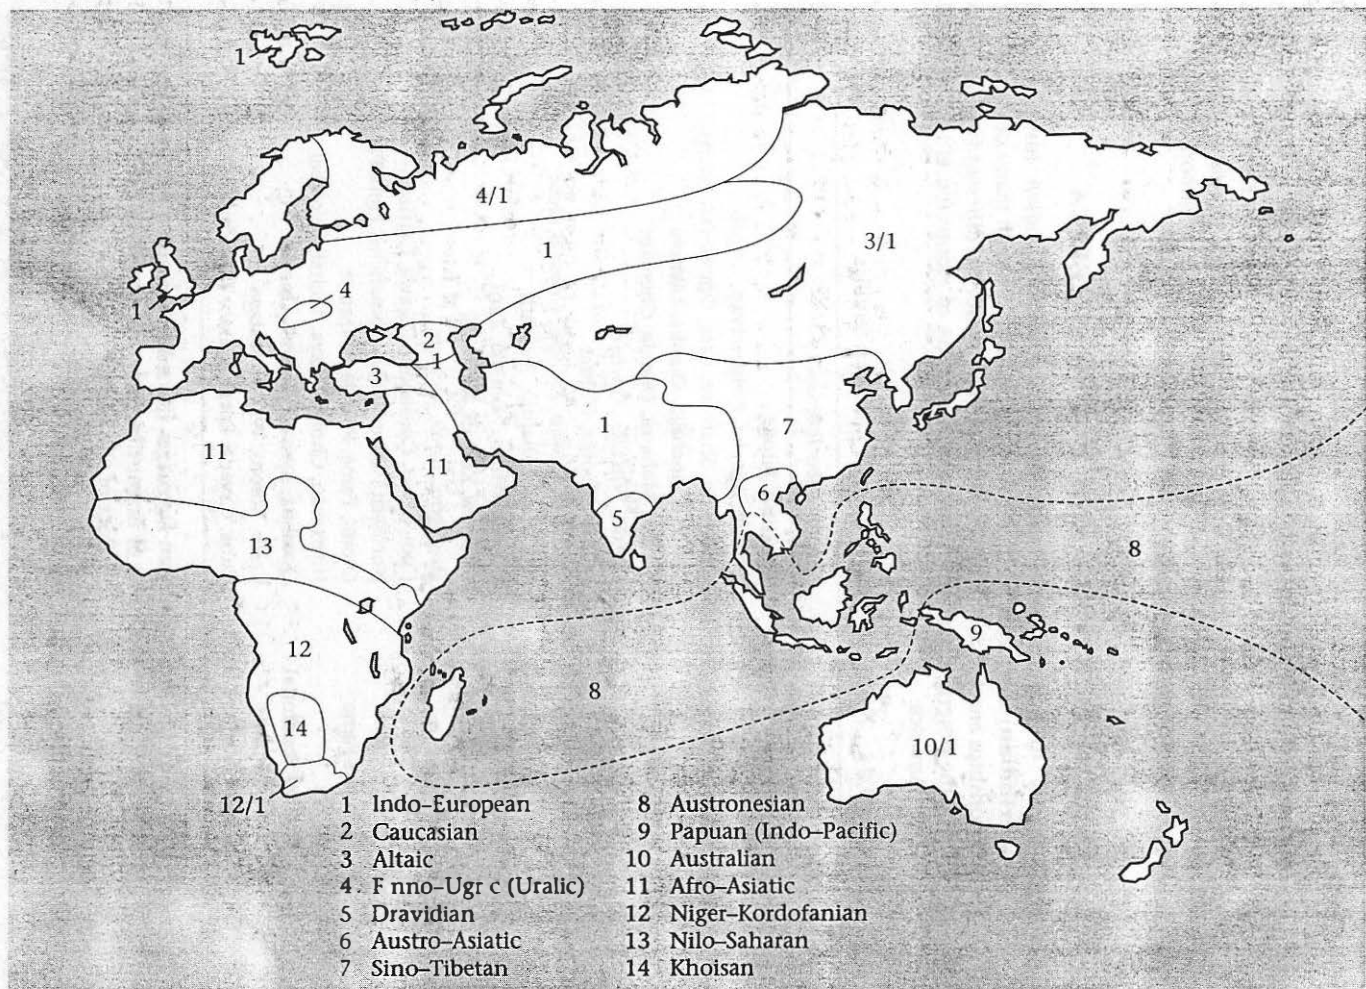 1
4/1
3/1
1
4
1
2
1
3
1
7
11
11
6
5
13
8
9
12
8
14
10/1
12/1
1 Indo–European
2 Caucasian
3 Altaic
4. F nno–Ugr c (Uralic)
5 Dravidian
6 Austro–Asiatic
7 Sino–Tibetan
8 Austronesian
9 Papuan (Indo–Pacific)
10 Australian
11 Afro–Asiatic
12 Niger–Kordofanian
13 Nilo–Saharan
14 Khoisan